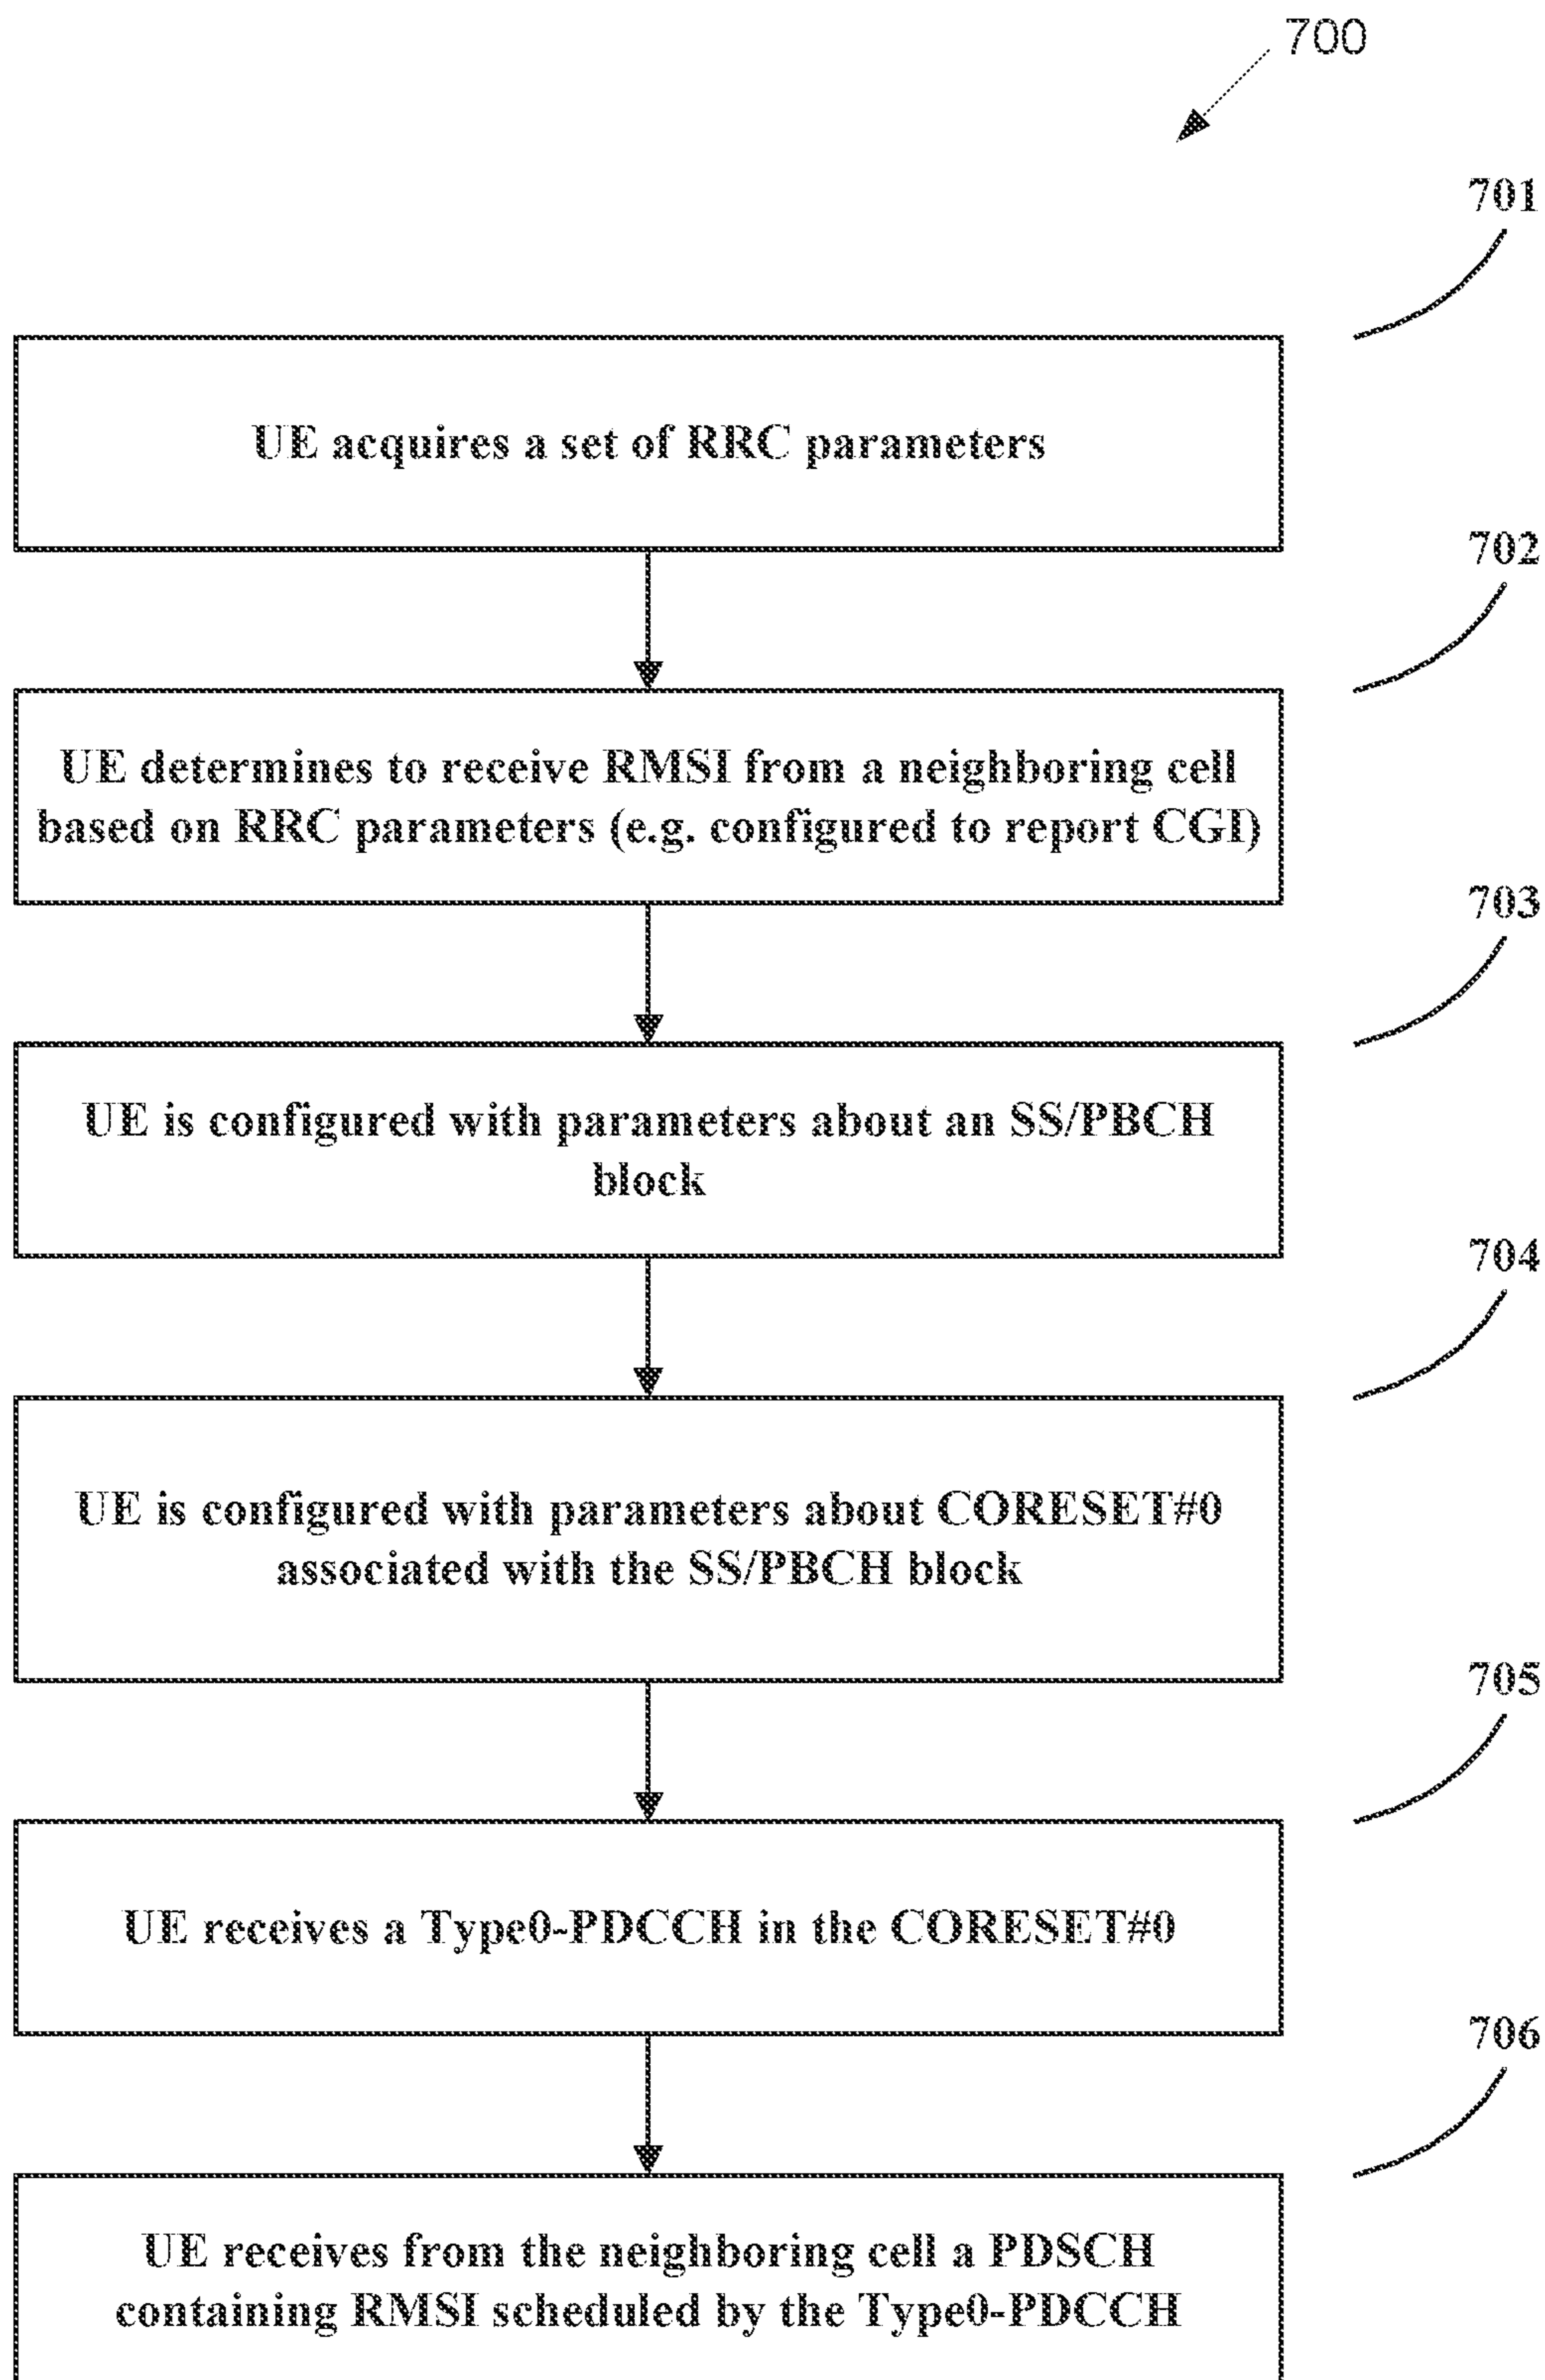 700
701
UE acquires a set of RRC parameters
702
UE determines to receive RMSI from a neighboring cell
based on RRC parameters (e.g. configured to report CGI)
703
UE is configured with parameters about an SS/PBCH
block
704
UE is configured with parameters about CORESET#0
associated with the SS/PBCH block
705
UE receives a Type0-PDCCH in the CORESET#0
706
UE receives from the neighboring cell a PDSCH
containing RMSI scheduled by the Type0-PDCCH